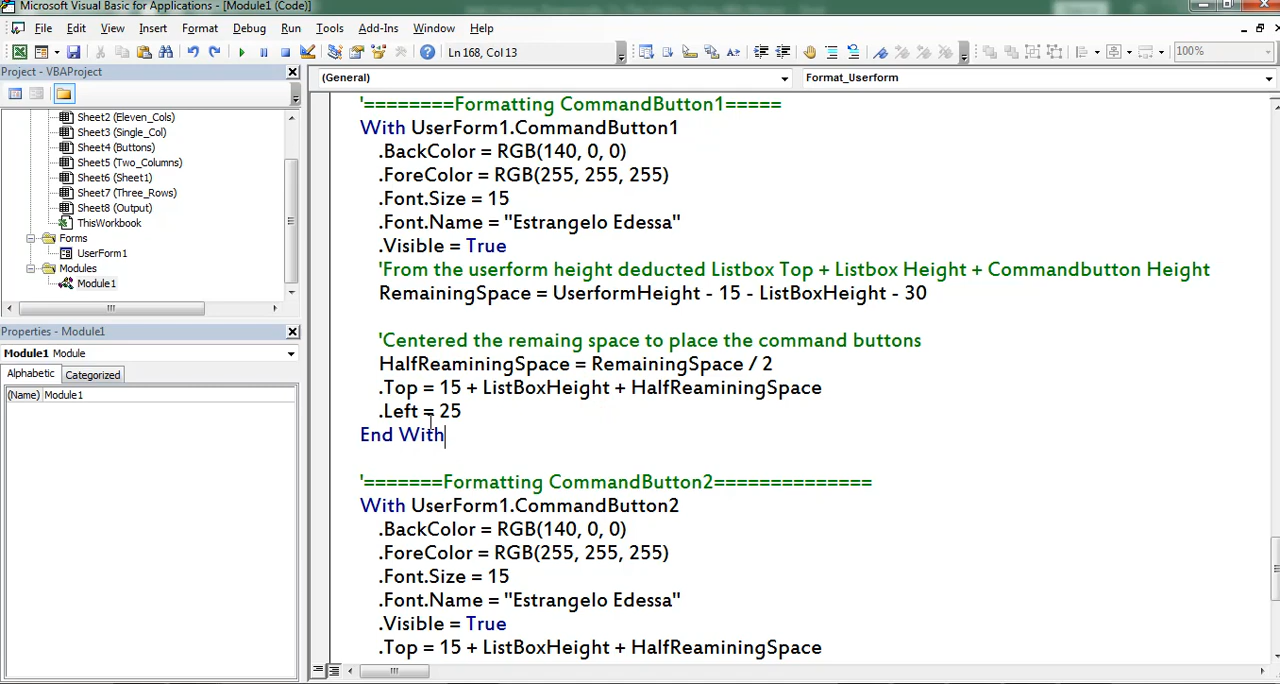 Microsoft Visual Basic for Applications - [Module1 (Code)]
File Edit View Insert Format Debug Run Tools Add-Ins Window Help
Ln 168, Col 13
100%
Project - VBAProject
(General)
Format_Userform
Sheet2 (Eleven_Cols)
Sheet3 (Single_Col)
Sheet4 (Buttons)
Sheet5 (Two_Columns)
Sheet6 (Sheet1)
Sheet7 (Three_Rows)
Sheet8 (Output)
ThisWorkbook
Forms
UserForm1
Modules
Module1
Properties - Module1
Module1 Module
Alphabetic Categorized
(Name) Module1
'========Formatting CommandButton1=====
With UserForm1.CommandButton1
.BackColor = RGB(140, 0, 0)
.ForeColor = RGB(255, 255, 255)
.Font.Size = 15
.Font.Name = "Estrangelo Edessa"
.Visible = True
'From the userform height deducted Listbox Top + Listbox Height + Commandbutton Height
RemainingSpace = UserformHeight - 15 - ListBoxHeight - 30
'Centered the remaing space to place the command buttons
HalfReaminingSpace = RemainingSpace / 2
.Top = 15 + ListBoxHeight + HalfReaminingSpace
.Left = 25
End With
'=======Formatting CommandButton2==============
With UserForm1.CommandButton2
.BackColor = RGB(140, 0, 0)
.ForeColor = RGB(255, 255, 255)
.Font.Size = 15
.Font.Name = "Estrangelo Edessa"
.Visible = True
.Top = 15 + ListBoxHeight + HalfReaminingSpace